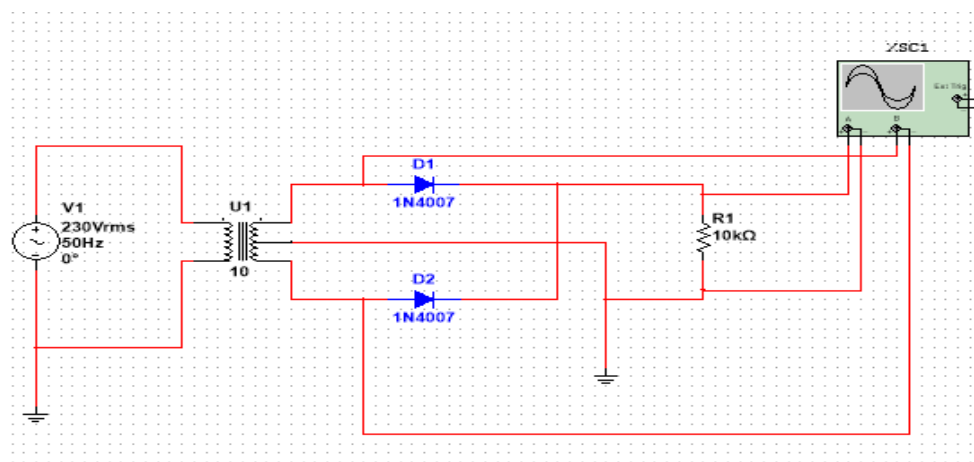 XSC1
Ext Trig
A
B
D1
1N4007
V1
230Vrms
50Hz
0°
U1
10
R1
10kΩ
D2
1N4007